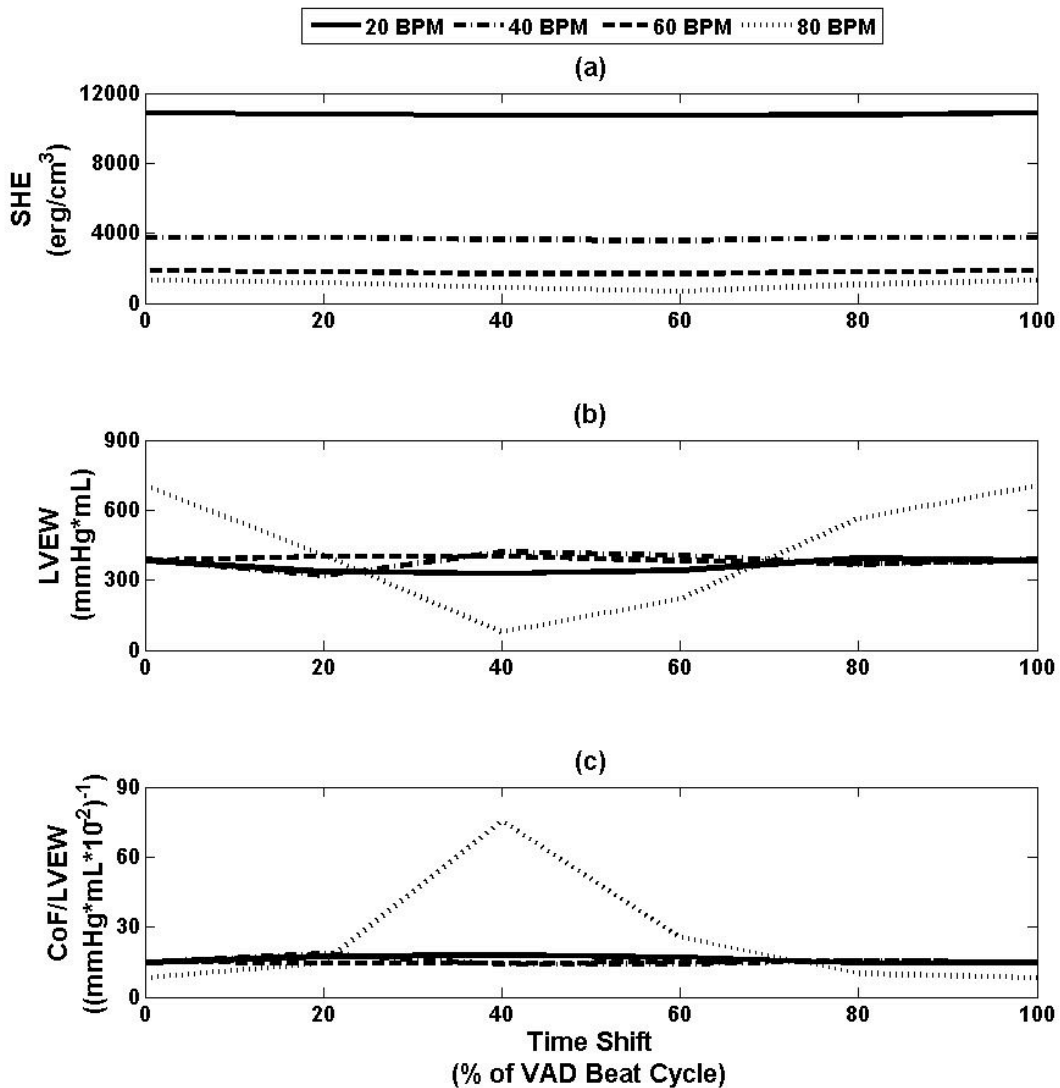 20 BPM 40 BPM 60 BPM 80 BPM
(a)
12000
8000
4000
0
SHE
(erg/cm³)
0 20 40 60 80 100
(b)
900
600
300
0
LVEW
(mmHg*mL)
0 20 40 60 80 100
(c)
90
60
30
0
CoF/LVEW
((mmHg*mL*10⁻²)⁻¹
0 20 40 60 80 100
Time Shift
(% of VAD Beat Cycle)